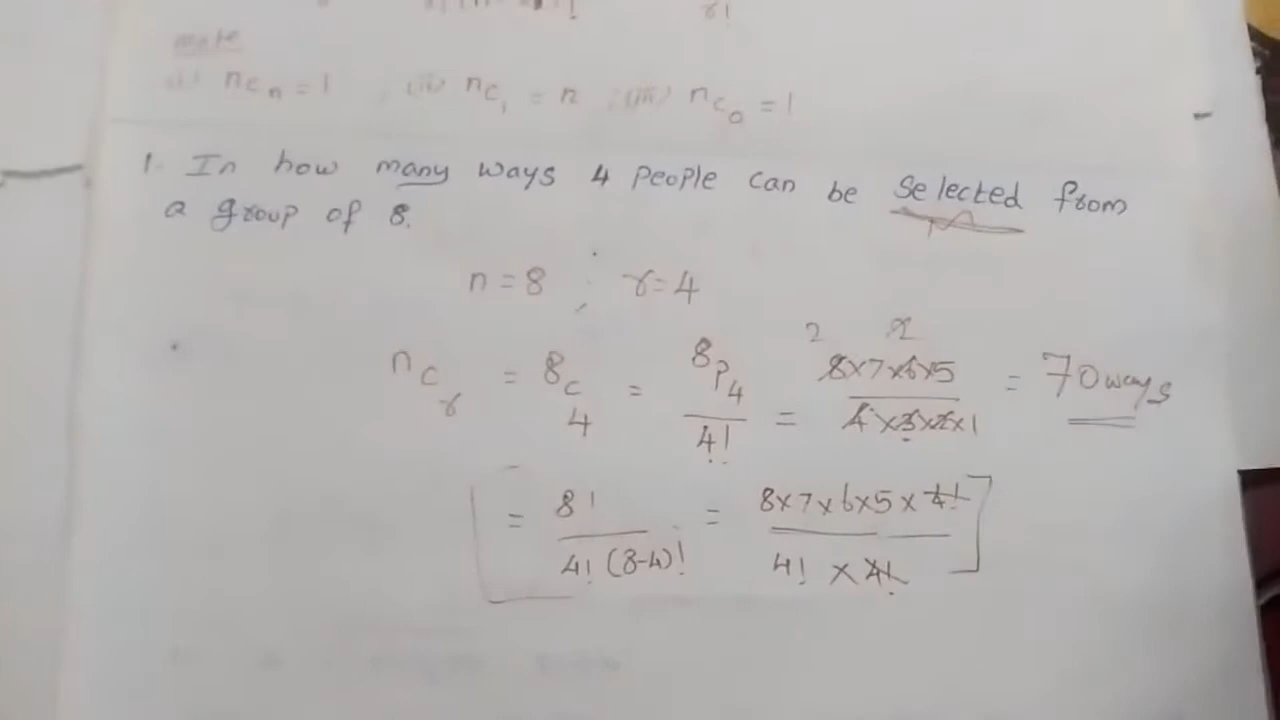 r!
note
nCn = 1 (ii) nC1 = n (iii) nC0 = 1
1. In how many ways 4 people can be selected from
a group of 8.
n = 8 ; r = 4
nCr = 8C4 = 8P4/4! = 8×7×6×5/4×3×2×1 = 70 ways
[= 8!/4!(8-4)! = 8×7×6×5×4!/4! × 4!]